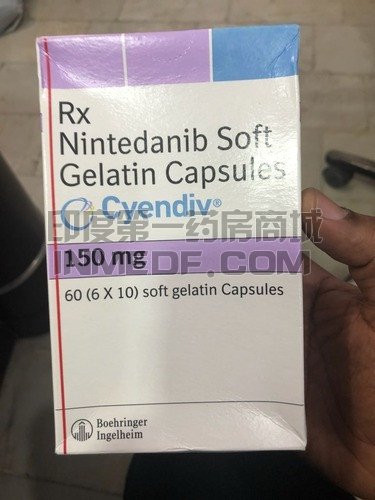 Rx
Nintedanib Soft
Gelatin Capsules
Cyendiv®
印度第一药房商城
150 mg
INMEDE.COM
60 (6 X 10) soft gelatin Capsules
Boehringer
Ingelheim